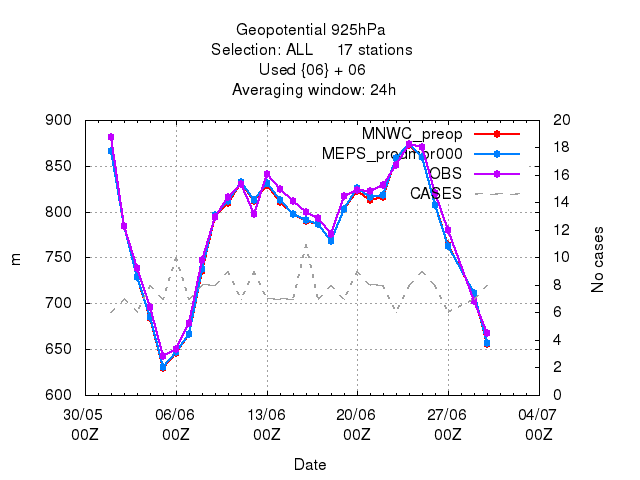 Geopotential 925hPa
Selection: ALL 17 stations
Used {06} + 06
Averaging window: 24h
900 20
MNWC_preop
18
MEPS_preop 000
850
16
OBS
14
CASES
800
12
m
750 10
No cases
8
700
6
4
650
2
600 0
30/05 06/06 13/06 20/06 27/06 04/07
00Z 00Z 00Z 00Z 00Z 00Z
Date